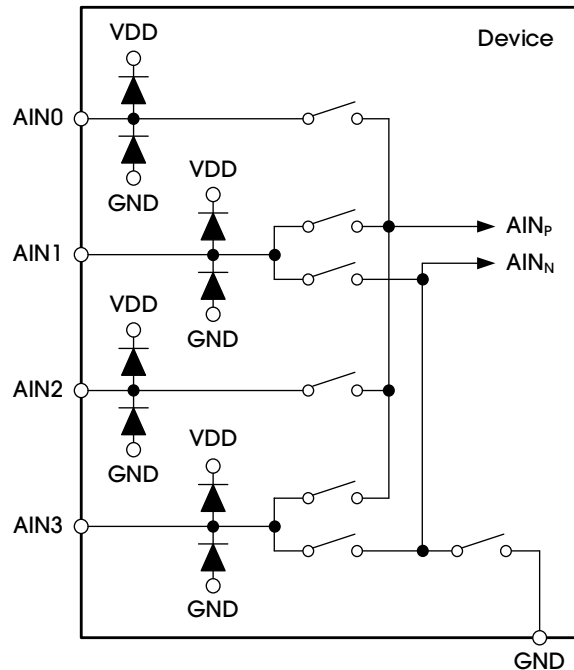 VDD
Device
AIN0
GND
VDD
AIN1
AINP
AINN
GND
VDD
AIN2
GND
VDD
AIN3
GND
GND